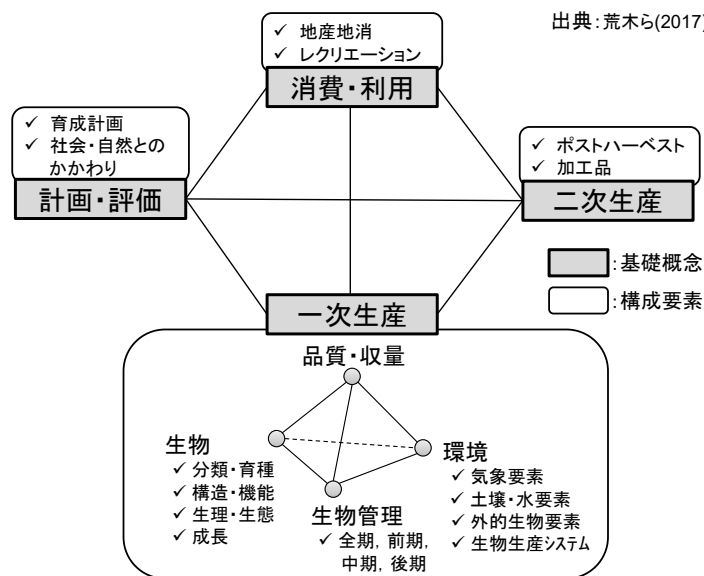 出典:荒木ら(2017)
✓ 地産地消
✓ レクリエーション
消費・利用
✓ 育成計画
✓ 社会・自然との
かかわり
計画・評価
✓ ポストハーベスト
✓ 加工品
二次生産
:基礎概念
:構成要素
一次生産
品質・収量
生物
✓ 分類・育種
✓ 構造・機能
✓ 生理・生態
✓ 成長
生物管理
✓ 全期, 前期,
中期, 後期
環境
✓ 気象要素
✓ 土壌・水要素
✓ 外的生物要素
✓ 生物生産システム